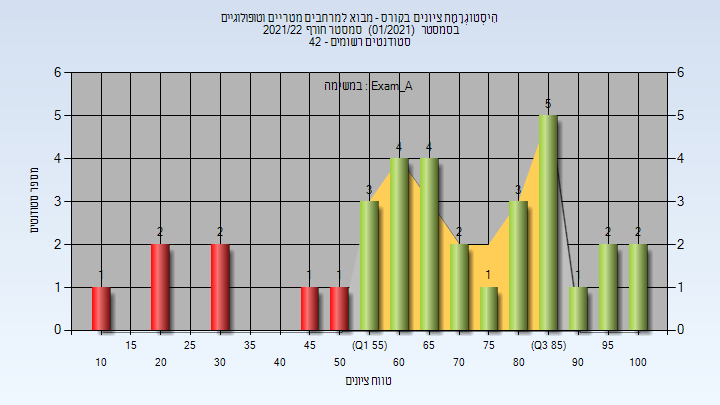 היסטוגרמת ציונים בקורס - מבוא למרחבים מטריים וטופולוגיים
בסמסטר (01/2021) סמסטר חורף 2021/22
סטודנטים רשומים - 42
במשימה : Exam_A
מספר סטודנטים
6 6
5 5
4 4
3 3
2 2
1 1
0 0
1 2 2 1 1 3 4 4 2 1 3 5 1 2 2
15 25 35 45 (Q1 55) 65 75 (Q3 85) 95
10 20 30 40 50 60 70 80 90 100
טווח ציונים